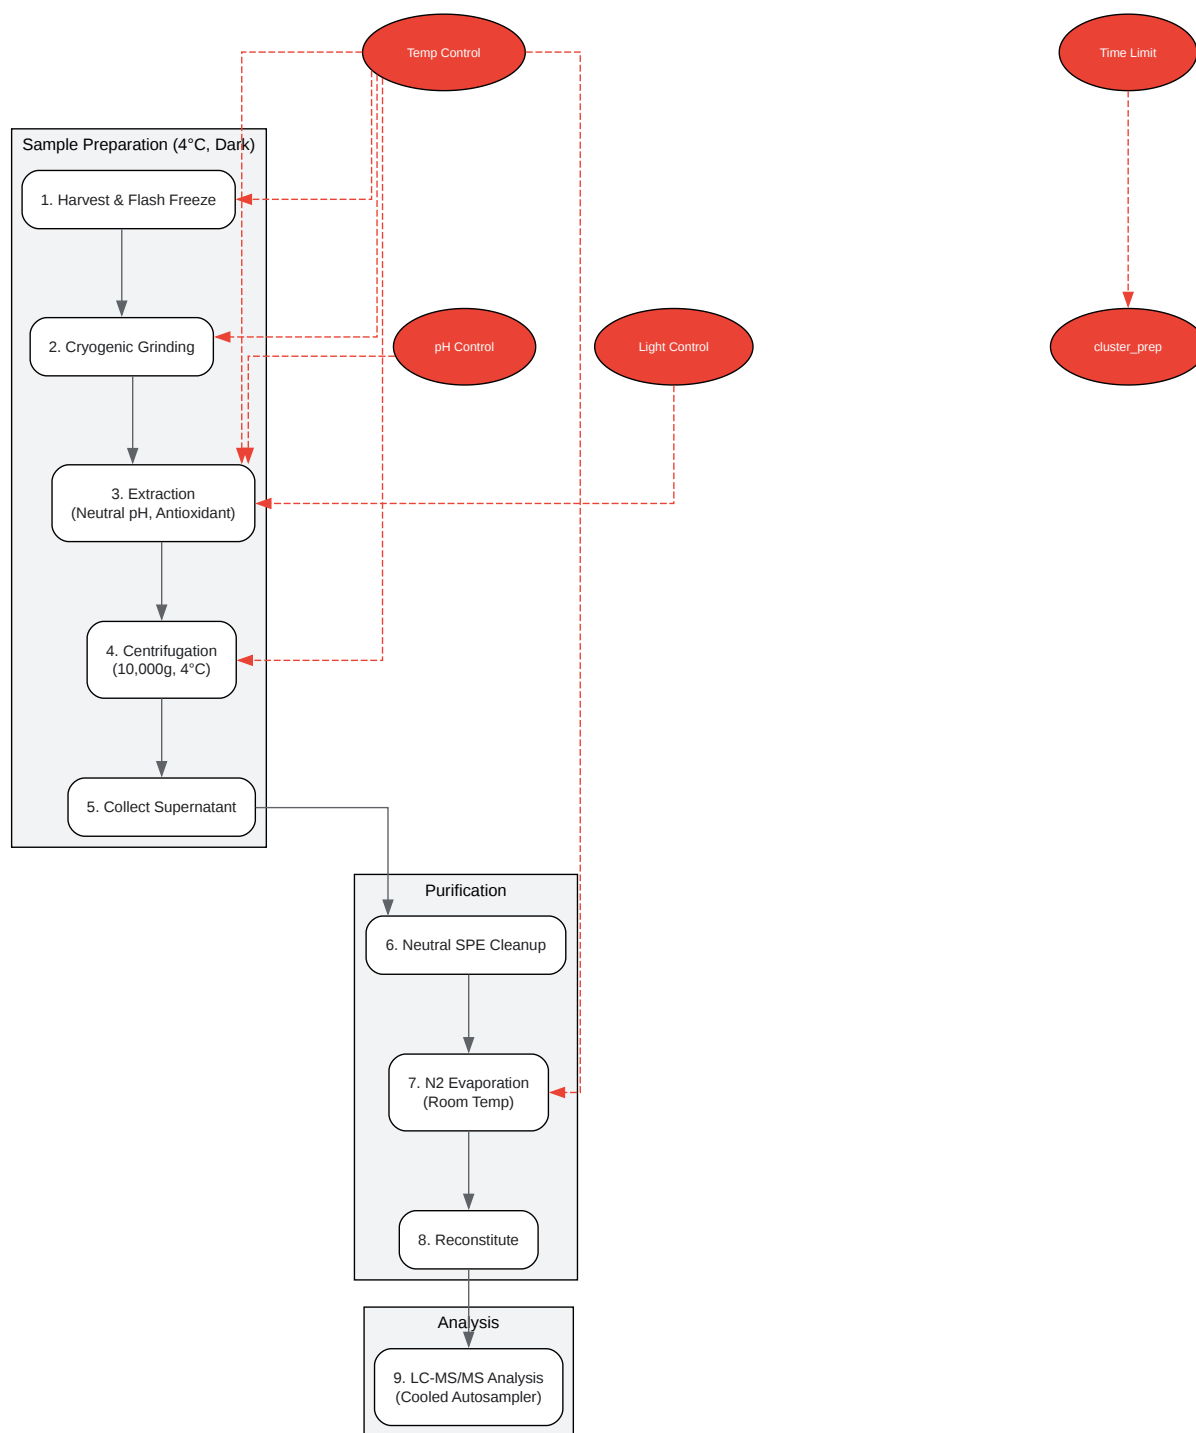 Temp Control
Time Limit
Sample Preparation (4°C, Dark)
1. Harvest & Flash Freeze
2. Cryogenic Grinding
pH Control
Light Control
cluster_prep
3. Extraction
(Neutral pH, Antioxidant)
4. Centrifugation
(10,000g, 4°C)
5. Collect Supernatant
Purification
6. Neutral SPE Cleanup
7. N2 Evaporation
(Room Temp)
8. Reconstitute
Analysis
9. LC-MS/MS Analysis
(Cooled Autosampler)